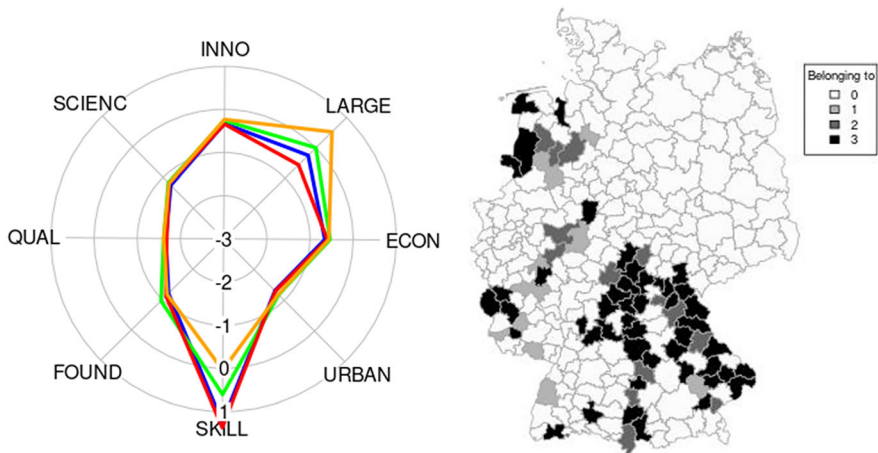 INNO
SCIENC
LARGE
QUAL
-3
ECON
-2
-1
FOUND
0
URBAN
1
SKILL
Belonging to
0
1
2
3